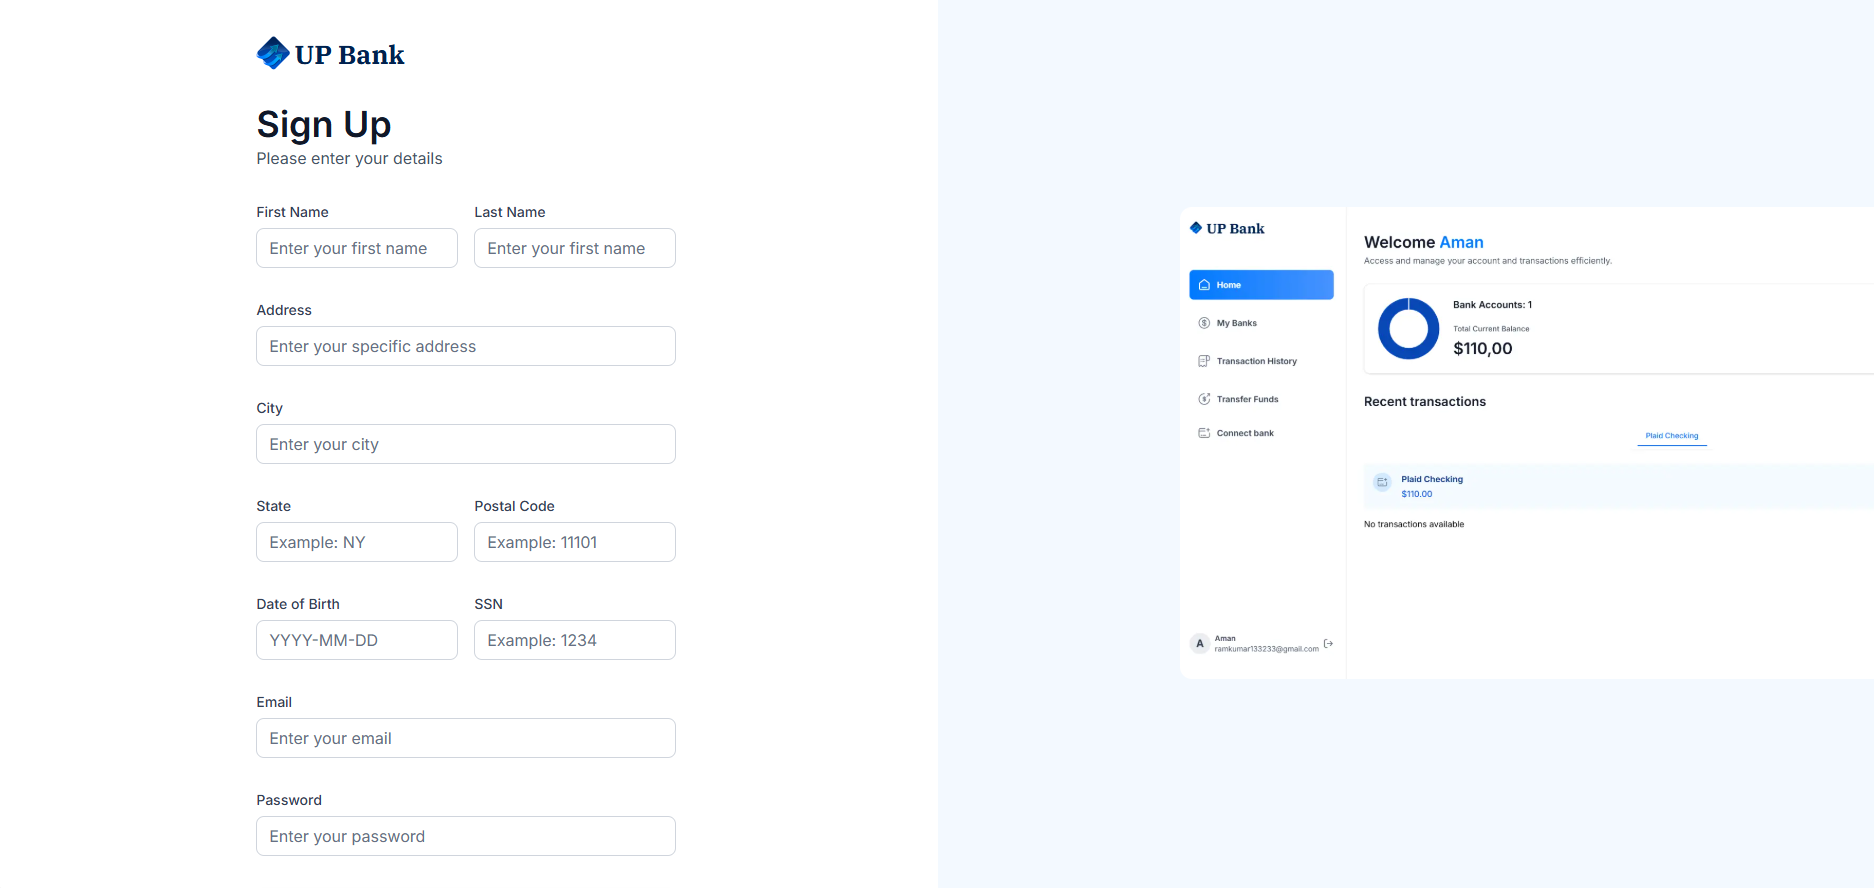 UP Bank
Sign Up
Please enter your details
First Name
Last Name
Enter your first name
Enter your first name
Address
Enter your specific address
City
Enter your city
State
Postal Code
Example: NY
Example: 11101
Date of Birth
SSN
YYYY-MM-DD
Example: 1234
Email
Enter your email
Password
Enter your password
UP Bank
Home
My Banks
Transaction History
Transfer Funds
Connect bank
A
Aman
ramkumar133233@gmail.com
Welcome Aman
Access and manage your account and transactions efficiently.
Bank Accounts: 1
Total Current Balance
$110,00
Recent transactions
Plaid Checking
Plaid Checking
$110.00
No transactions available